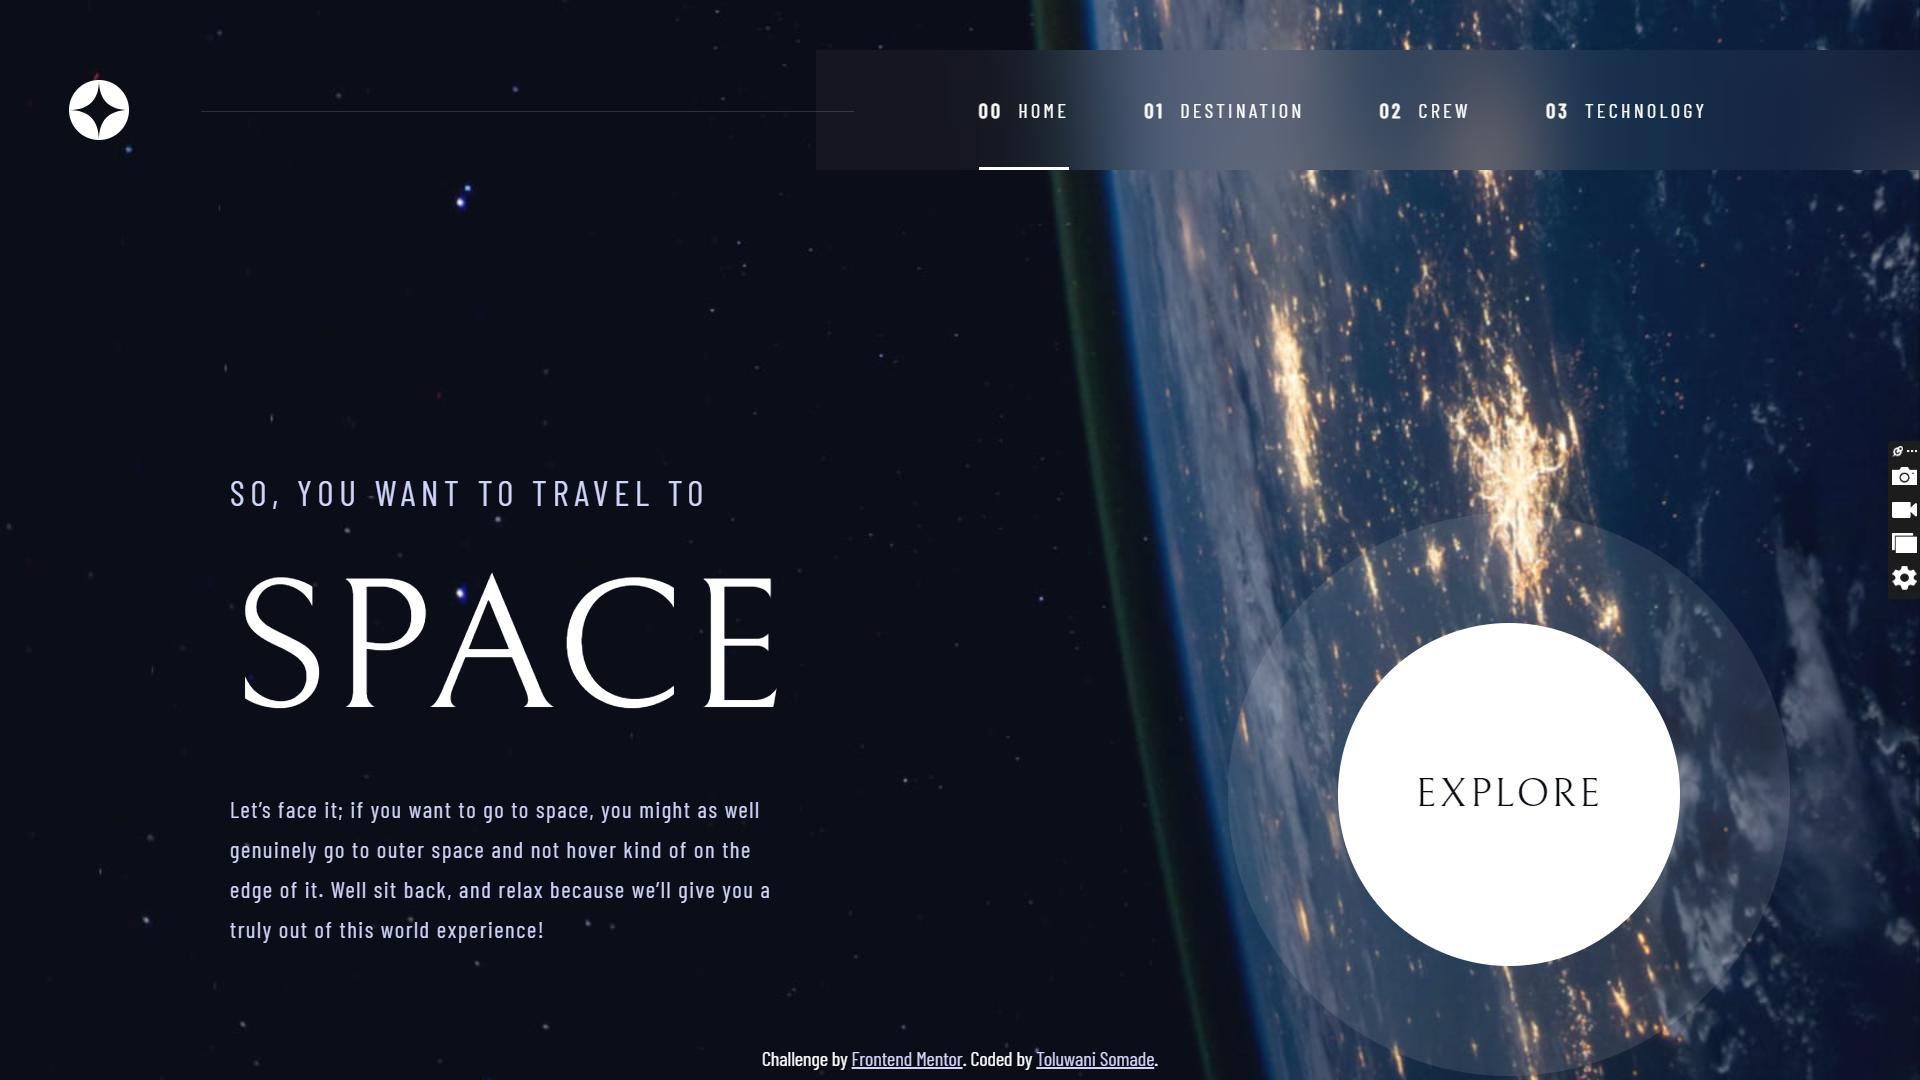 00 HOME 01 DESTINATION 02 CREW 03 TECHNOLOGY
SO, YOU WANT TO TRAVEL TO
SPACE
Let’s face it; if you want to go to space, you might as well
genuinely go to outer space and not hover kind of on the
edge of it. Well sit back, and relax because we’ll give you a
truly out of this world experience!
EXPLORE
Challenge by Frontend Mentor. Coded by Toluwani Somade.